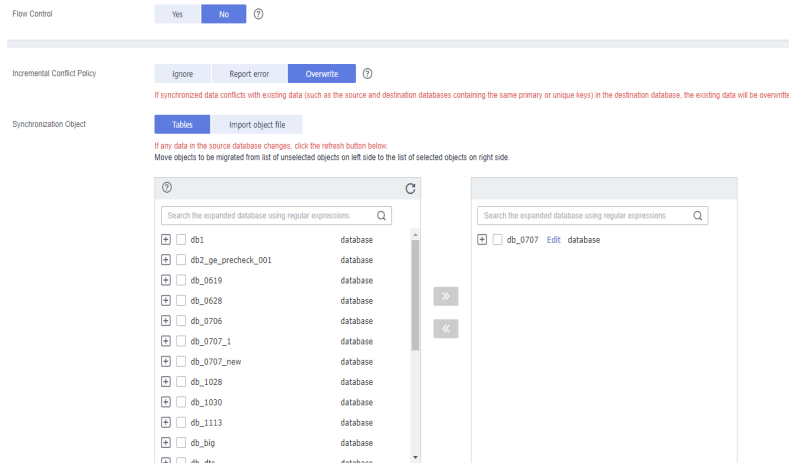 Flow Control Yes No ?
Incremental Conflict Policy Ignore Report error Overwrite ?
If synchronized data conflicts with existing data (such as the source and destination databases containing the same primary or unique keys) in the destination database, the existing data will be overwritte
Synchronization Object Tables Import object file
If any data in the source database changes, click the refresh button below.
Move objects to be migrated from list of unselected objects on left side to the list of selected objects on right side.
?
Search the expanded database using regular expressions.
db1 database
db2_ge_precheck_001 database
db_0619 database
db_0628 database
db_0706 database
db_0707_1 database
db_0707_new database
db_1028 database
db_1030 database
db_1113 database
db_big database
db_dts database
Search the expanded database using regular expressions.
db_0707 Edit database